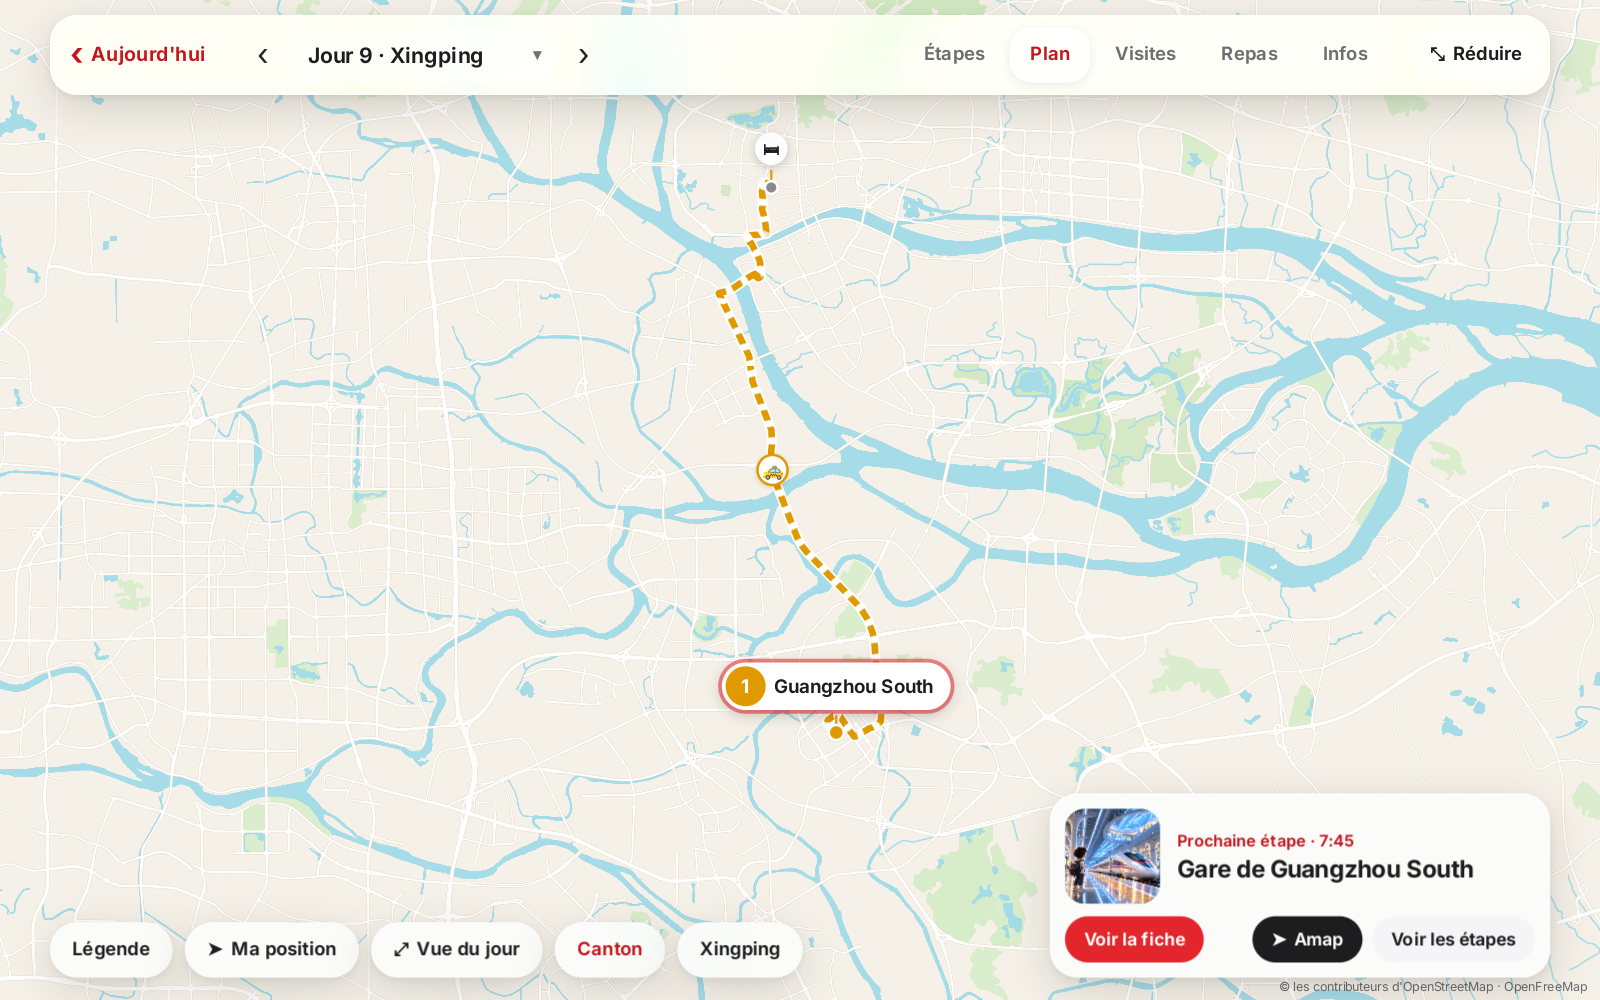 Aujourd'hui
Jour 9 · Xingping
Étapes
Plan
Visites
Repas
Infos
Réduire
1 Guangzhou South
Prochaine étape · 7:45
Gare de Guangzhou South
Voir la fiche
Amap
Voir les étapes
Légende
Ma position
Vue du jour
Canton
Xingping
© les contributeurs d'OpenStreetMap · OpenFreeMap